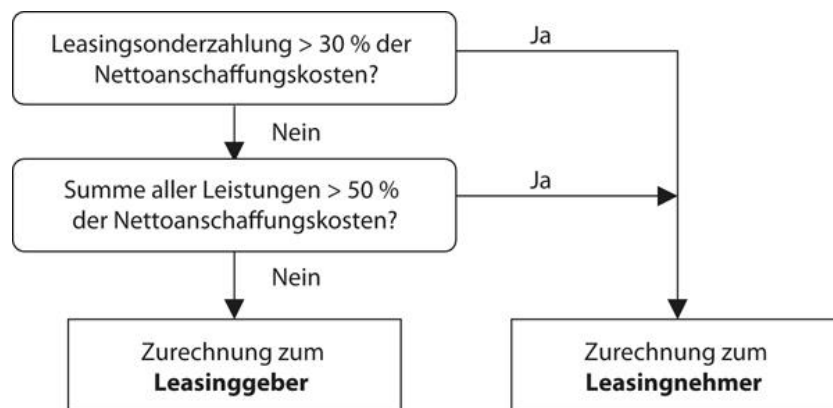 Leasingsonderzahlung > 30 % der
Nettoanschaffungskosten?
Ja
Nein
Summe aller Leistungen > 50 %
der Nettoanschaffungskosten?
Ja
Nein
Zurechnung zum
Leasinggeber
Zurechnung zum
Leasingnehmer